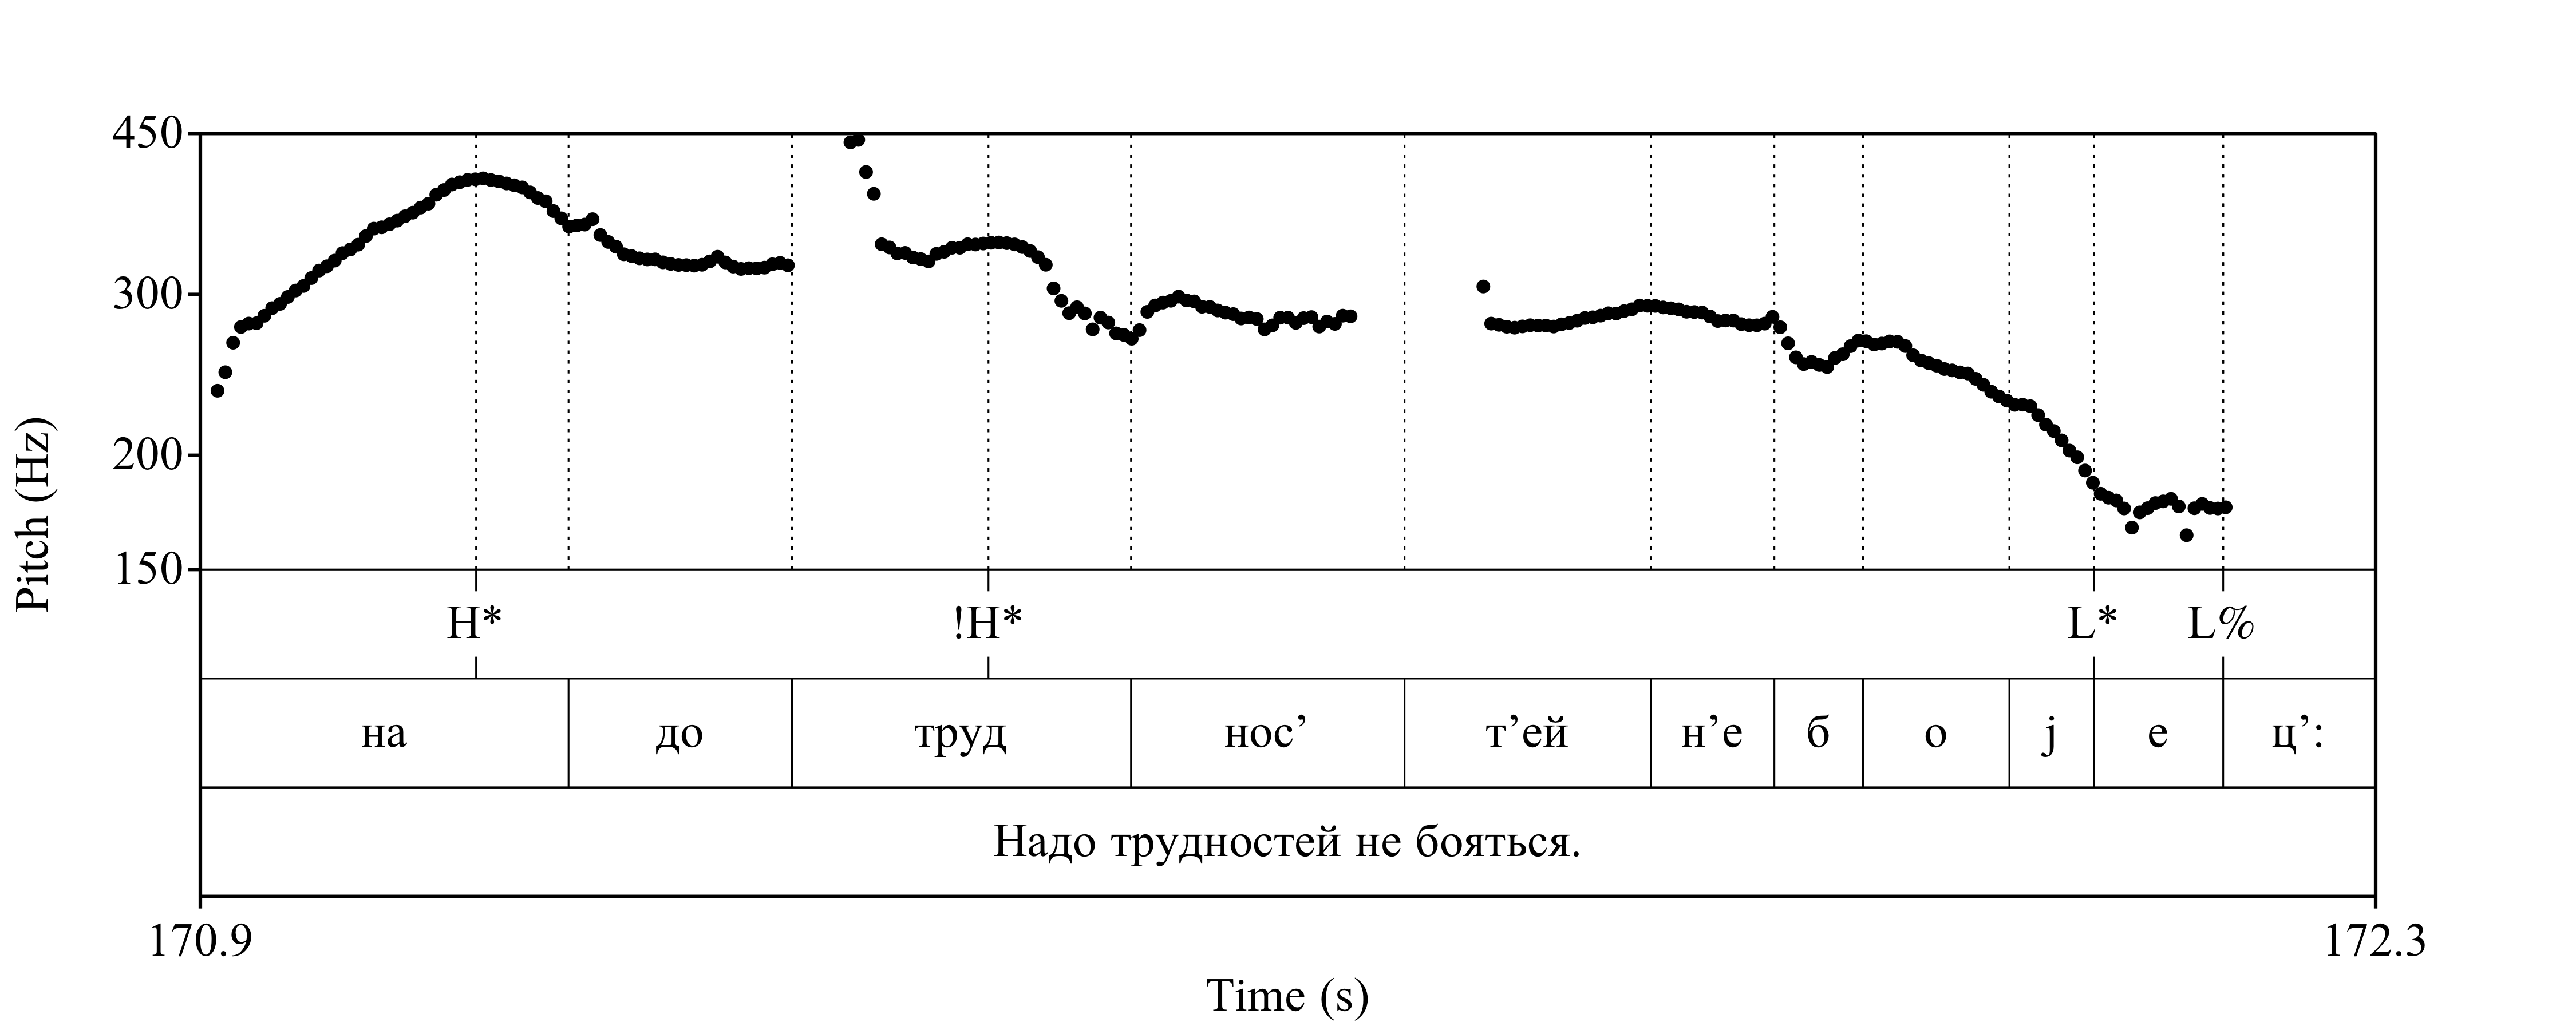 450
300
200
150
Pitch (Hz)
H* !H* L* L%
на до труд нос’ т’ей н’е б о j е ц’:
Надо трудностей не бояться.
170.9 172.3
Time (s)